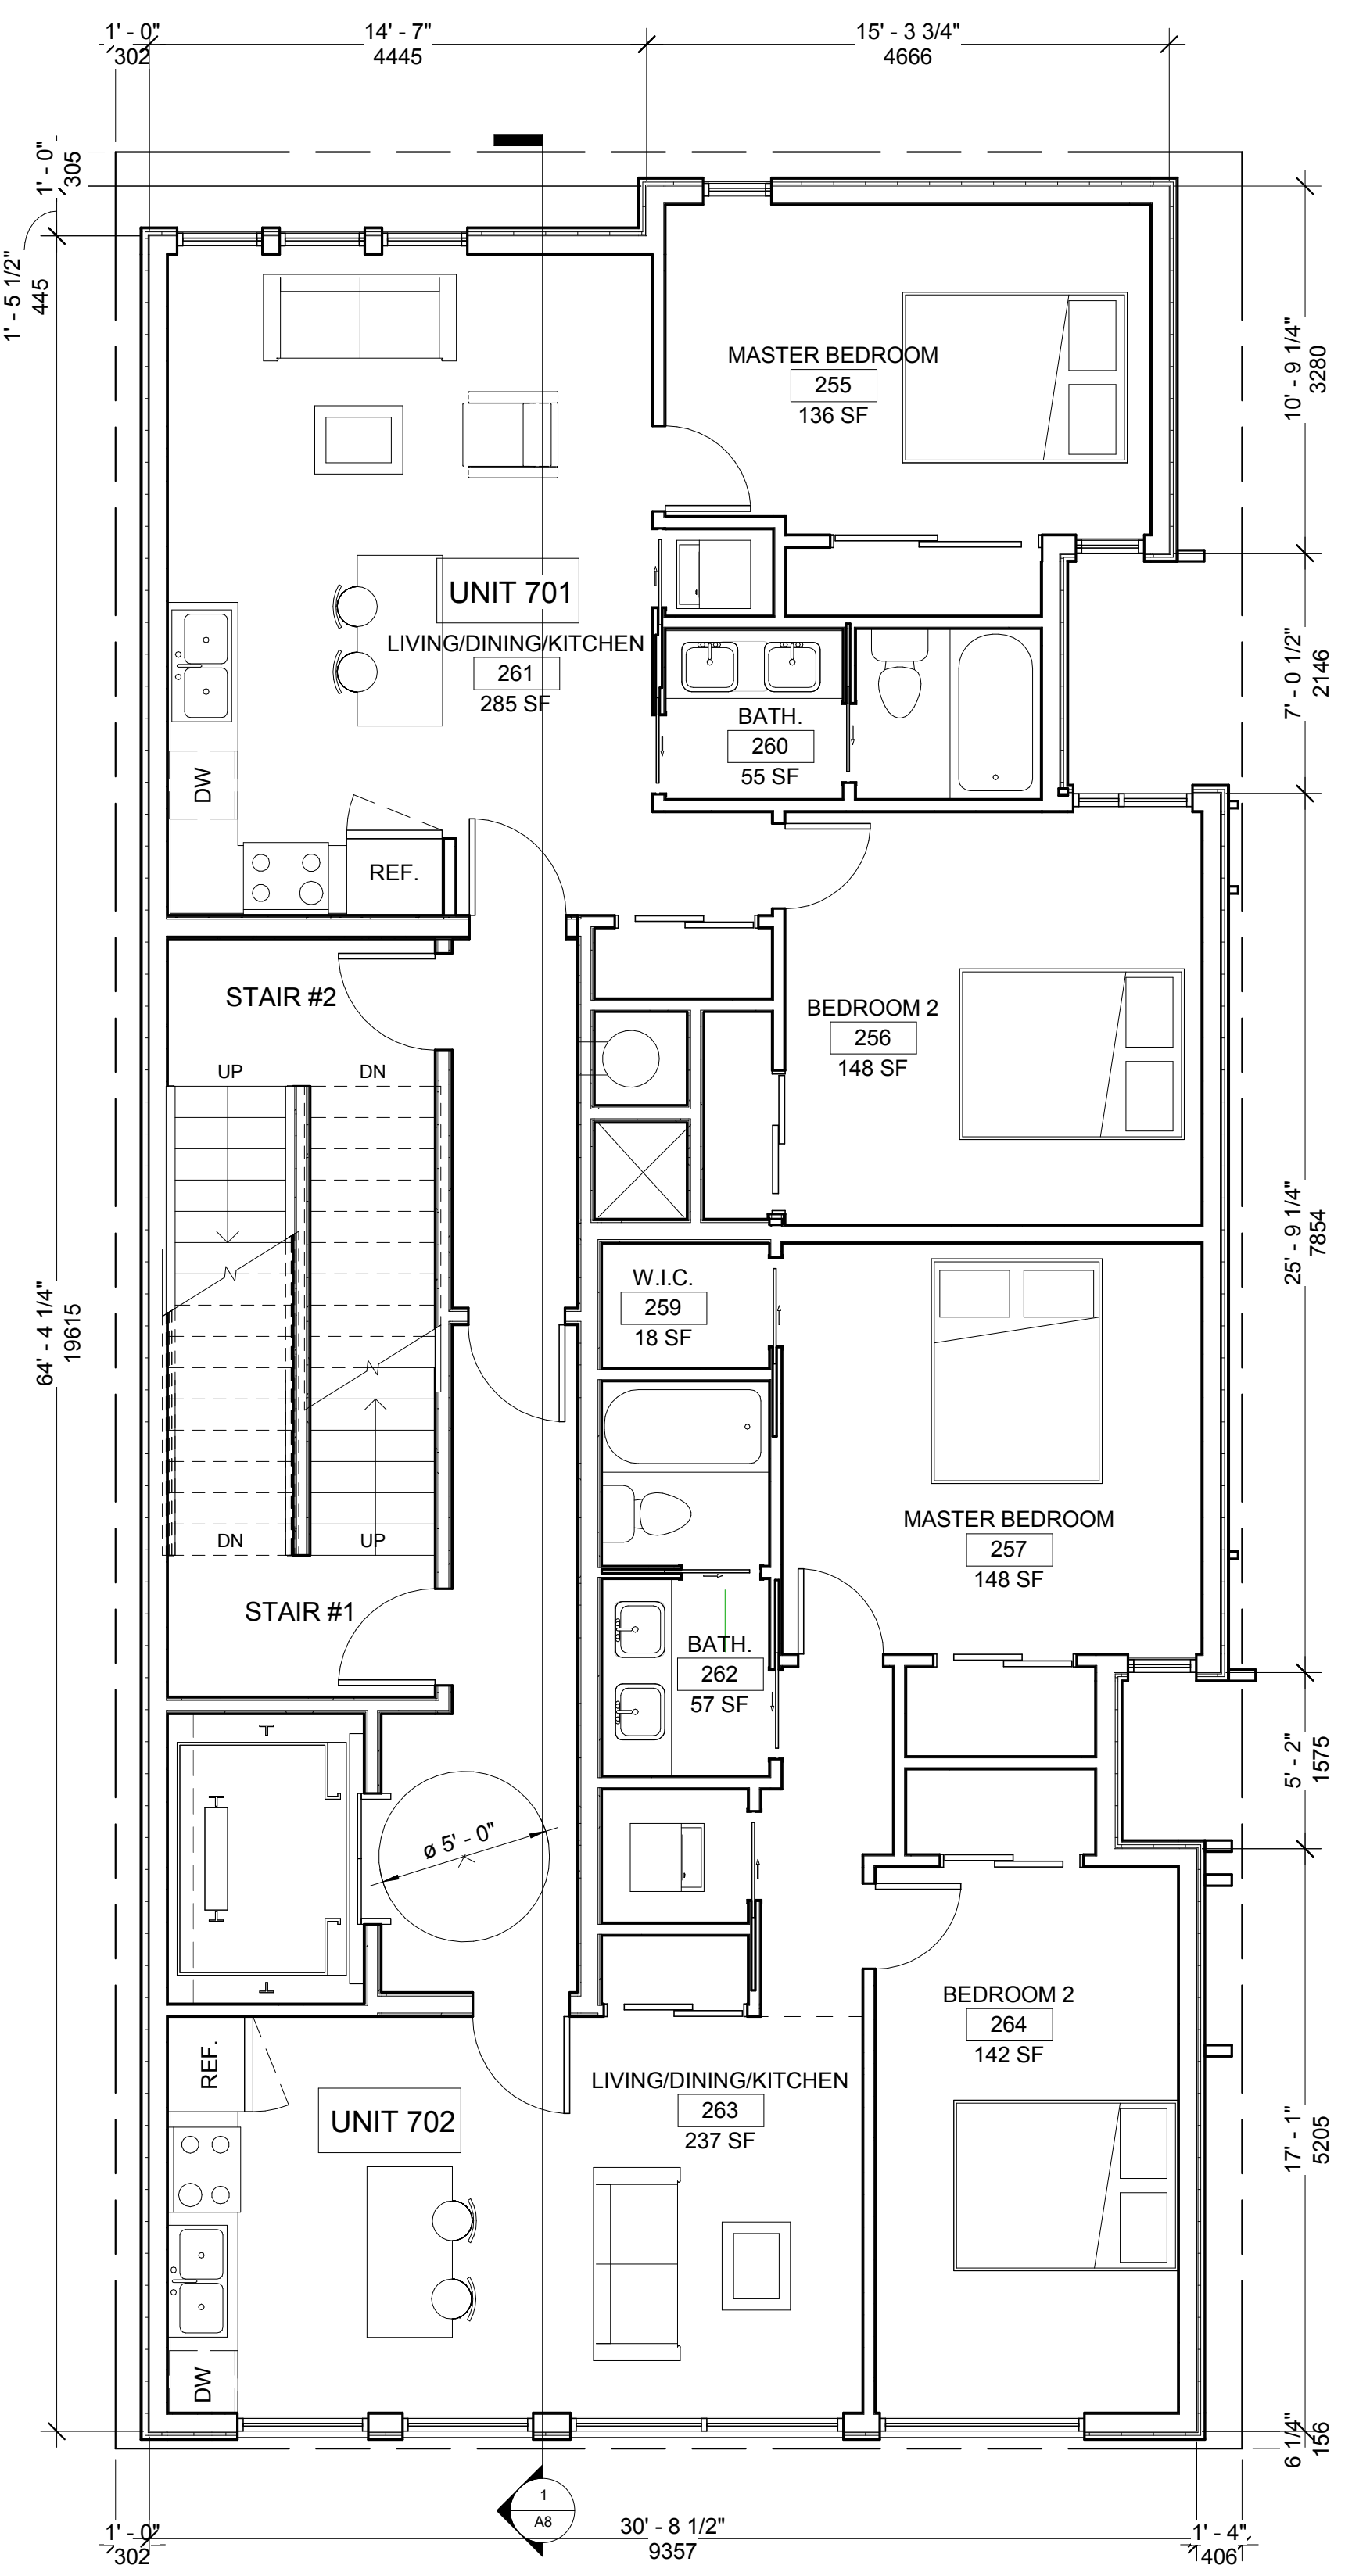 1' - 0"
302
14' - 7"
4445
15' - 3 3/4"
4666
1' - 0"
305
1' - 5 1/2"
445
MASTER BEDROOM
255
136 SF
10' - 9 1/4"
3280
UNIT 701
LIVING/DINING/KITCHEN
261
285 SF
BATH.
260
55 SF
7' - 0 1/2"
2146
DW
REF.
STAIR #2
BEDROOM 2
256
148 SF
UP
DN
W.I.C.
259
18 SF
25' - 9 1/4"
7854
64' - 4 1/4"
19615
N
N
MASTER BEDROOM
257
148 SF
DN
UP
STAIR #1
BATH.
262
57 SF
5' - 2"
1575
ø 5' - 0"
BEDROOM 2
264
142 SF
REF.
LIVING/DINING/KITCHEN
263
237 SF
UNIT 702
17' - 1"
5205
DW
6 1/4"
156
1
A8
1' - 0"
302
30' - 8 1/2"
9357
1' - 4"
406